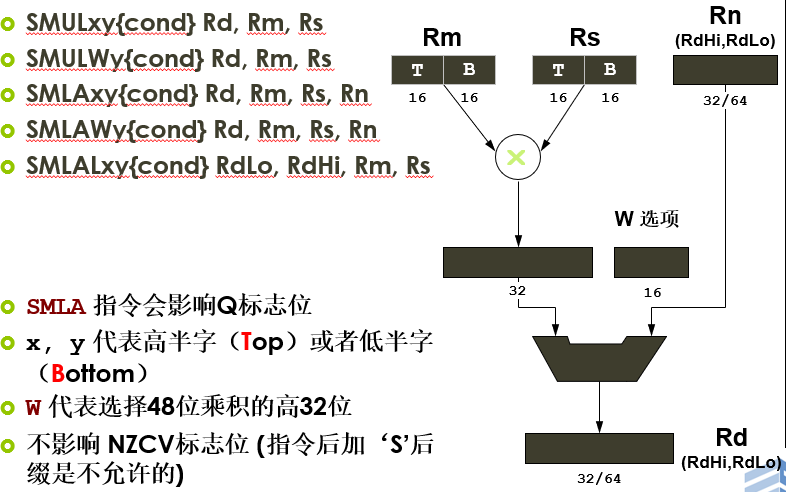 SMULxy{cond} Rd, Rm, Rs
SMULWy{cond} Rd, Rm, Rs
SMLAxy{cond} Rd, Rm, Rs, Rn
SMLAWy{cond} Rd, Rm, Rs, Rn
SMLALxy{cond} RdLo, RdHi, Rm, Rs
SMLA 指令会影响Q标志位
x, y 代表高半字（Top）或者低半字
（Bottom）
W 代表选择48位乘积的高32位
不影响 NZCV标志位 (指令后加‘S’后
缀是不允许的)
Rm
Rs
Rn
(RdHi,RdLo)
T B
T B
16 16
16 16
32/64
×
W 选项
32
16
Rd
(RdHi,RdLo)
32/64